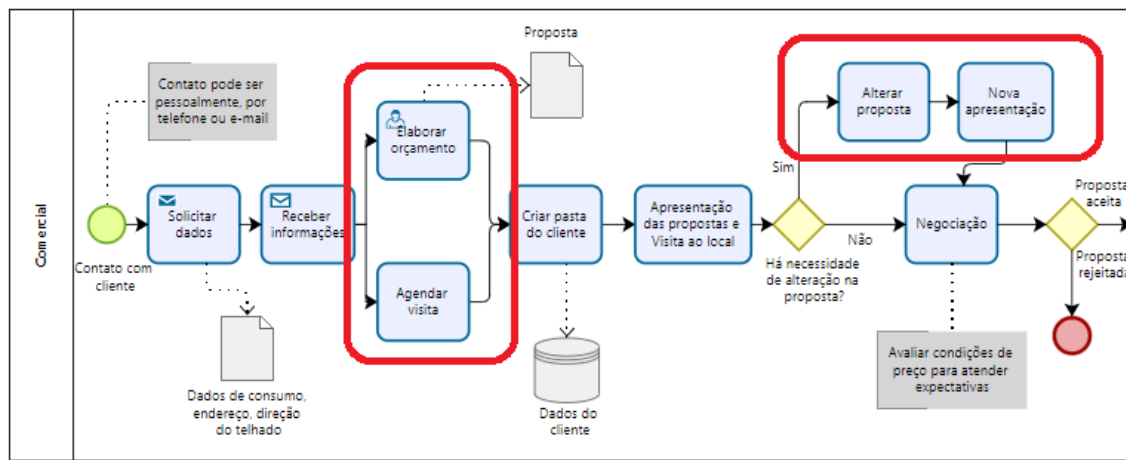 Comercial
Contato pode ser
pessoalmente, por
telefone ou e-mail
Contato com
cliente
Solicitar
dados
Dados de consumo,
endereço, direção
do telhado
Receber
informações
Elaborar
orçamento
Proposta
Agendar
visita
Criar pasta
do cliente
Dados do
cliente
Apresentação
das propostas e
Visita ao local
Há necessidade
de alteração na
proposta?
Sim
Não
Alterar
proposta
Nova
apresentação
Negociação
Avaliar condições de
preço para atender
expectativas
Proposta
aceita
Proposta
rejeitada